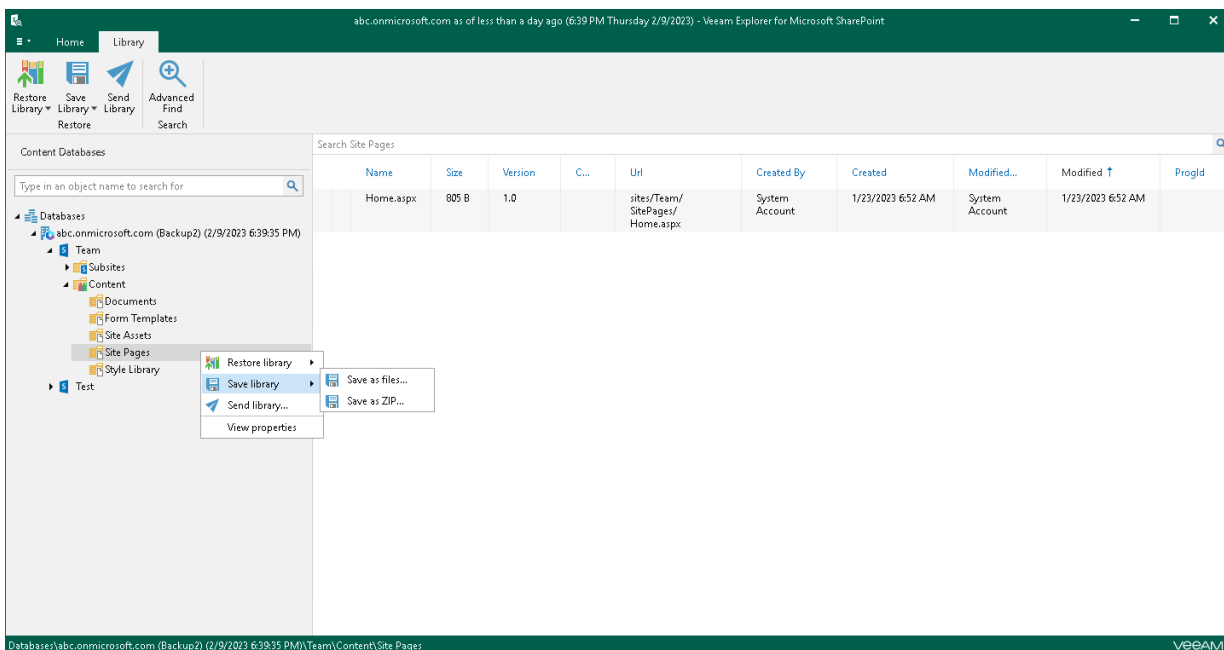 abc.onmicrosoft.com as of less than a day ago (6:39 PM Thursday 2/9/2023) - Veeam Explorer for Microsoft SharePoint
Home Library
Restore Library Save Library Send Library Advanced Find
Restore Search
Content Databases
Search Site Pages
Type in an object name to search for
Name Size Version C... Url Created By Created Modified... Modified ProgId
Home.aspx 805 B 1.0 sites/Team/ System 1/23/2023 6:52 AM System 1/23/2023 6:52 AM
SitePages/ Account Account
Home.aspx
Databases
abc.onmicrosoft.com (Backup2) (2/9/2023 6:39:35 PM)
Team
Subsites
Content
Documents
Form Templates
Site Assets
Site Pages
Style Library
Test
Restore library
Save library
Send library...
View properties
Save as files...
Save as ZIP...
Databases\abc.onmicrosoft.com (Backup2) (2/9/2023 6:39:35 PM)\Team\Content\Site Pages
veeam